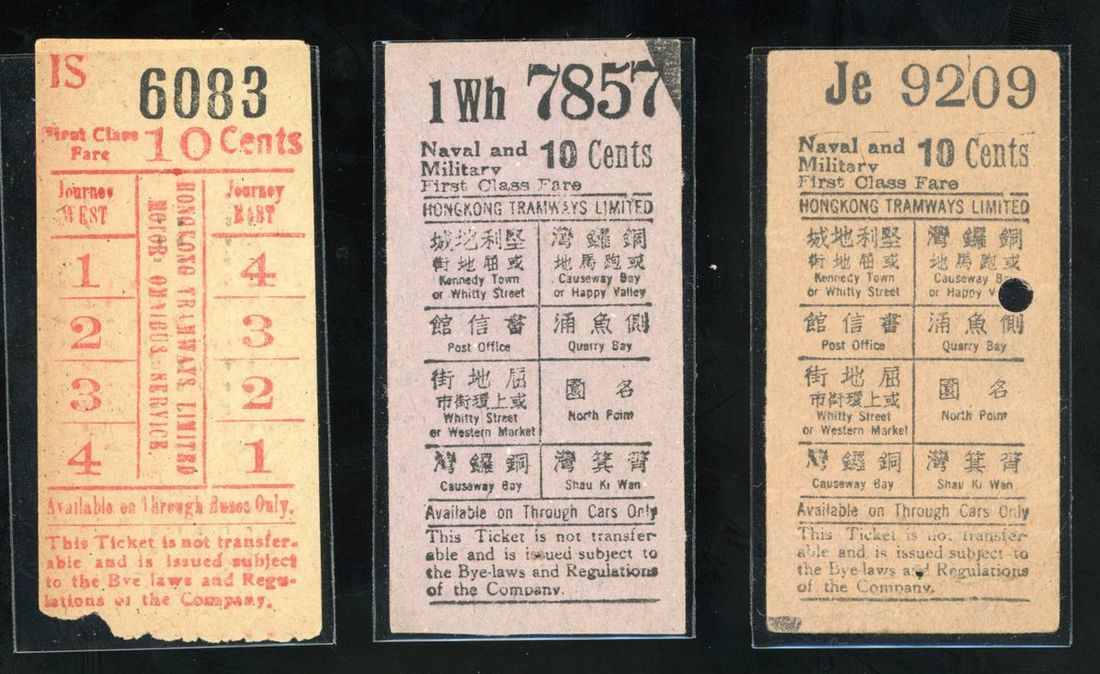 IS 6083
First Class Fare 10 Cents
Journey WEST
1
2
3
4
HONGKONG TRAMWAYS, LIMITED
MOTOR OMNIBUS SERVICE.
Journey EAST
4
3
2
1
Available on Through Buses Only.
This Ticket is not transfer-
able and is issued subject
to the Bye laws and Regu-
lations of the Company.
1 Wh 7857
Naval and
Military
First Class Fare
10 Cents
HONGKONG TRAMWAYS LIMITED
堅利地城
或屈地街
Kennedy Town
or Whitty Street
銅鑼灣
或跑馬地
Causeway Bay
or Happy Valley
書信館
Post Office
側魚涌
Quarry Bay
屈地街
或上環街市
Whitty Street
or Western Market
名園
North Point
銅鑼灣
Causeway Bay
筲箕灣
Shau Ki Wan
Available on Through Cars Only
This Ticket is not transfer
able and is issued subject to
the Bye-laws and Regulations
of the Company.
Je 9209
Naval and
Military
First Class Fare
10 Cents
HONGKONG TRAMWAYS LIMITED
堅利地城
或屈地街
Kennedy Town
or Whitty Street
銅鑼灣
或跑馬地
Causeway
or Happy
書信館
Post Office
側魚涌
Quarry Bay
屈地街
或上環街市
Whitty Street
or Western Market
名園
North Point
銅鑼灣
Causeway Bay
筲箕灣
Shau Ki Wan
Available on Through Cars Only
This Ticket is not transfer
able and is issued subject to
the Bye-laws and Regulations
of the Company.